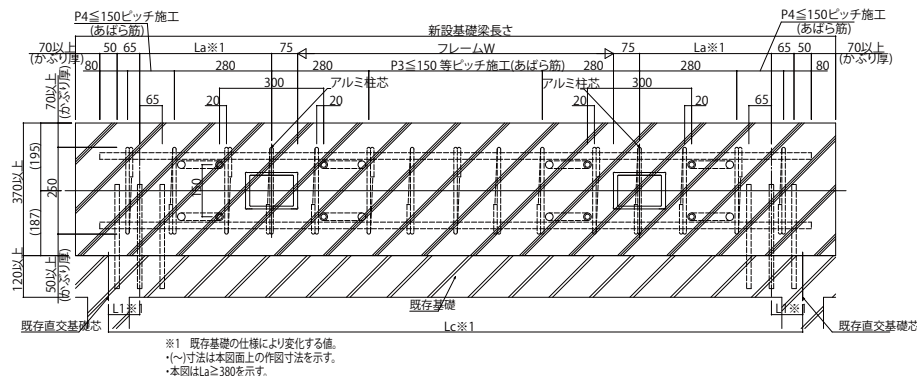 P4≦150ピッチ施工
(あばら筋)
P4≦150ピッチ施工
(あばら筋)
新設基礎梁長さ
70以上
(かぶり厚)
50
65
La※1
75
フレームW
75
La※1
65
50
70以上
(かぶり厚)
80
280
280
P3≦150 等ピッチ施工(あばら筋)
280
280
80
70以上
(かぶり厚)
300
アルミ柱芯
アルミ柱芯
300
65
20
20
20
20
65
370以上
(195)
250
(187)
150
120以上
50以上
(かぶり厚)
L1※1
既存基礎
L1※1
既存直交基礎芯
Lc※1
既存直交基礎芯
※1 既存基礎の仕様により変化する値。
・(〜)寸法は本図面上の作図寸法を示す。
・本図はLa≧380を示す。